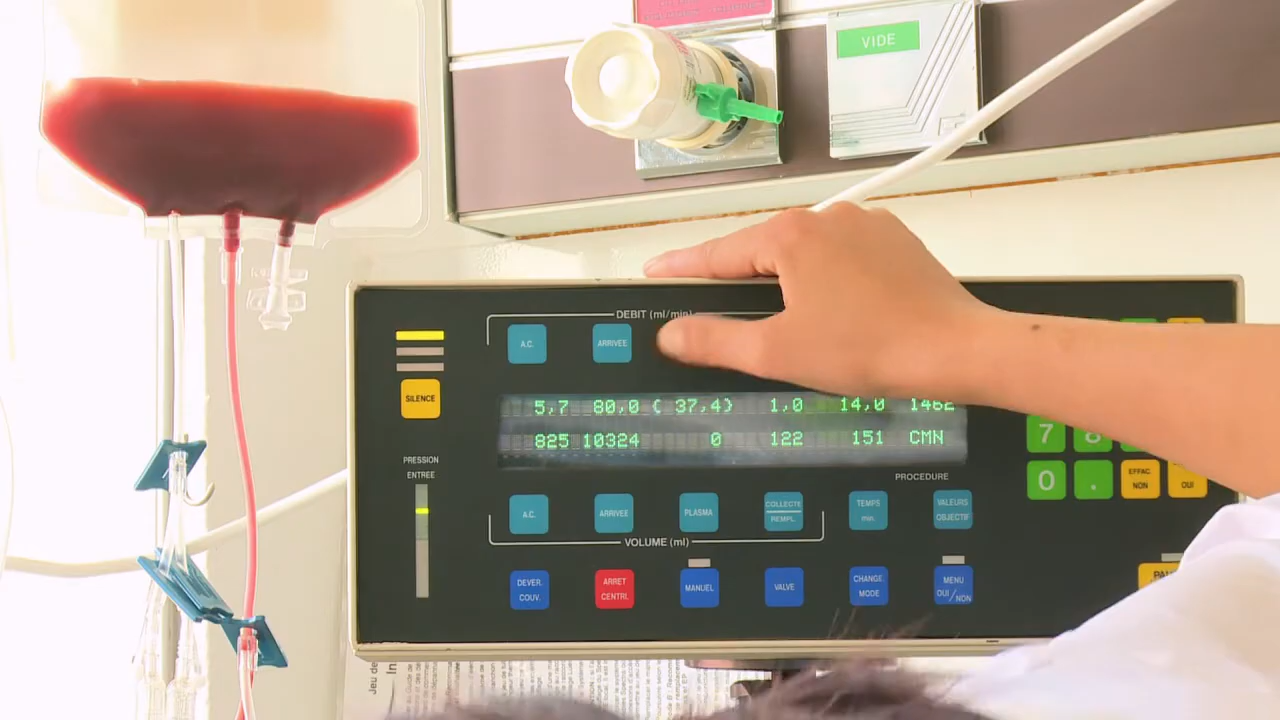 VIDE
DEBIT (ml/min)
A.C.
ARRIVEE
SILENCE
5,7 80,0 ( 37,4) 1,0 14,0 1462
825 10324 0 122 151 CMN
7 8
PRESSION
ENTREE
PROCEDURE
0 .
EFFAC.
NON
OUI
A.C.
ARRIVEE
PLASMA
COLLECTE
REMPL.
TEMPS
min.
VALEURS
OBJECTIF
VOLUME (ml)
DEVER.
COUV.
ARRET
CENTRI.
MANUEL
VALVE
CHANGE.
MODE
MENU
OUI/NON